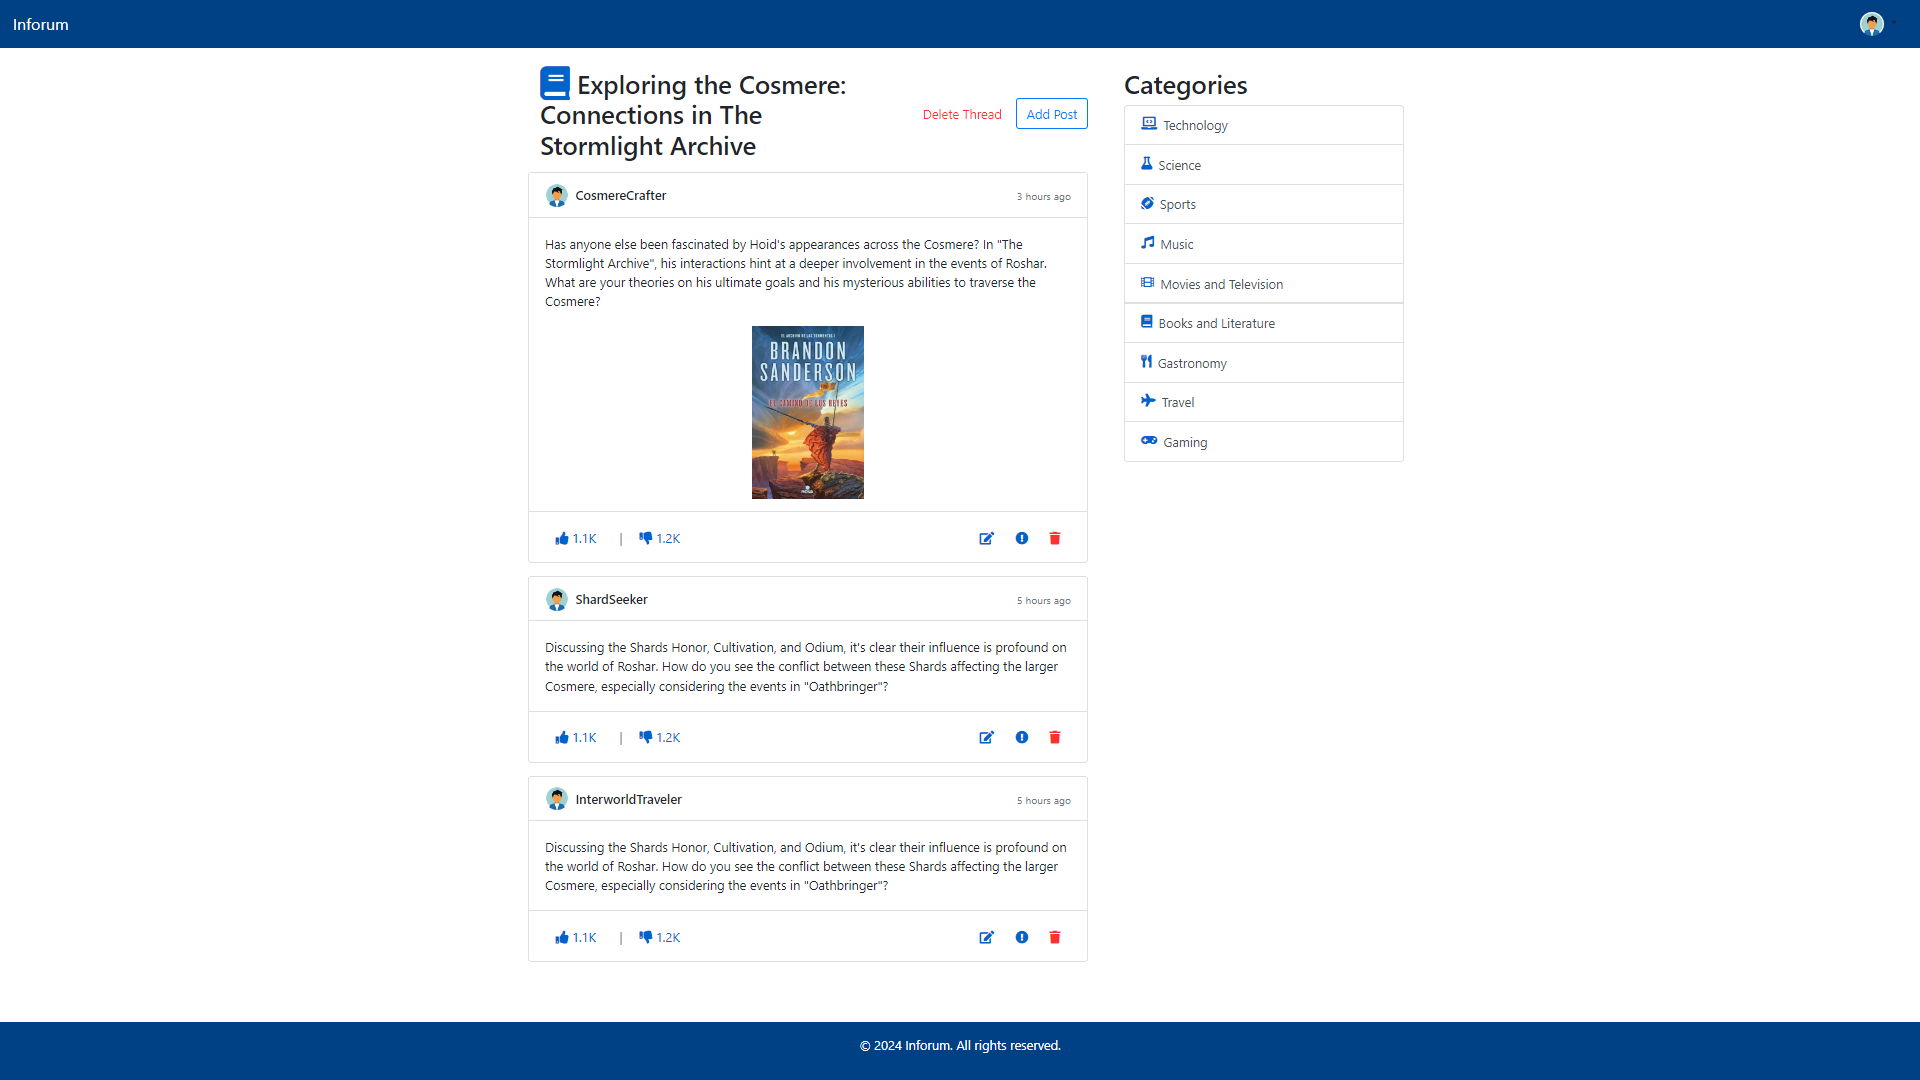 Inforum
Exploring the Cosmere:
Connections in The
Stormlight Archive
Delete Thread
Add Post
CosmereCrafter
3 hours ago
Has anyone else been fascinated by Hoid's appearances across the Cosmere? In "The
Stormlight Archive", his interactions hint at a deeper involvement in the events of Roshar.
What are your theories on his ultimate goals and his mysterious abilities to traverse the
Cosmere?
EL ARCHIVO DE LAS TORMENTAS I
BRANDON
SANDERSON
EL CAMINO DE LOS REYES
nova
1.1K
|
1.2K
ShardSeeker
5 hours ago
Discussing the Shards Honor, Cultivation, and Odium, it's clear their influence is profound on
the world of Roshar. How do you see the conflict between these Shards affecting the larger
Cosmere, especially considering the events in "Oathbringer"?
1.1K
|
1.2K
InterworldTraveler
5 hours ago
Discussing the Shards Honor, Cultivation, and Odium, it's clear their influence is profound on
the world of Roshar. How do you see the conflict between these Shards affecting the larger
Cosmere, especially considering the events in "Oathbringer"?
1.1K
|
1.2K
Categories
Technology
Science
Sports
Music
Movies and Television
Books and Literature
Gastronomy
Travel
Gaming
© 2024 Inforum. All rights reserved.